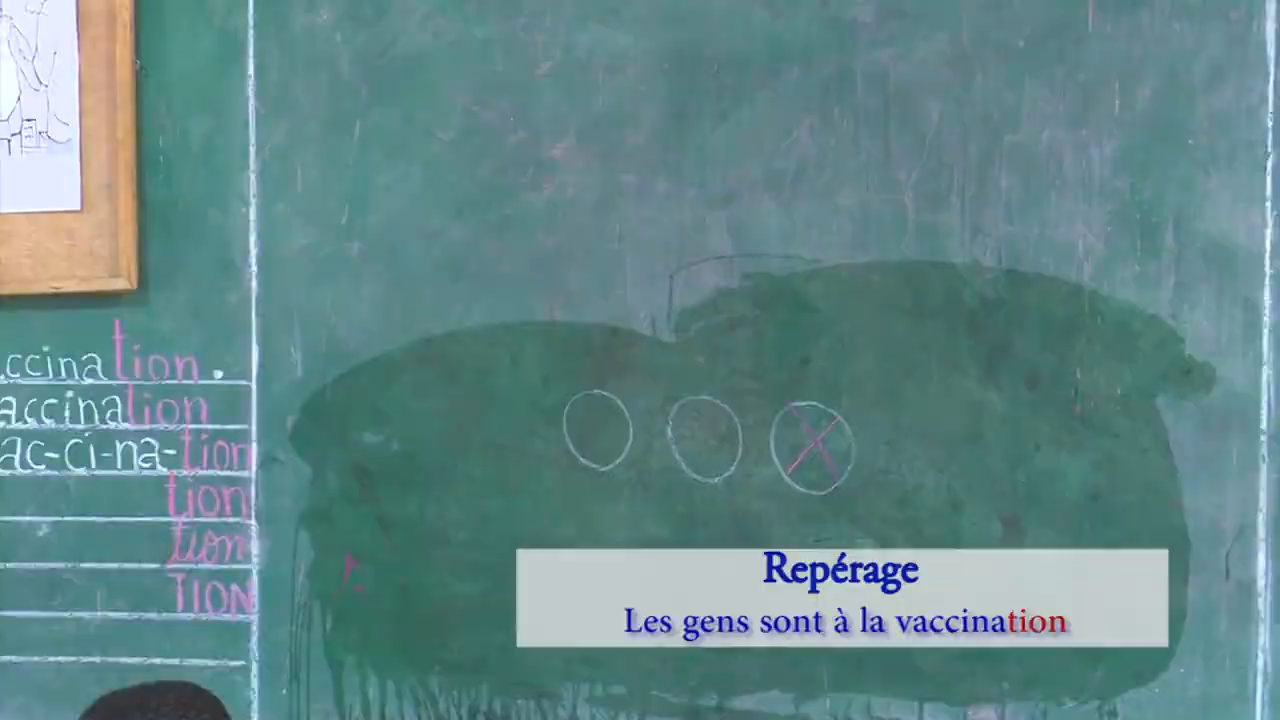 ccination.
accination
ac-ci-na-tion
tion
tion
TION
Repérage
Les gens sont à la vaccination